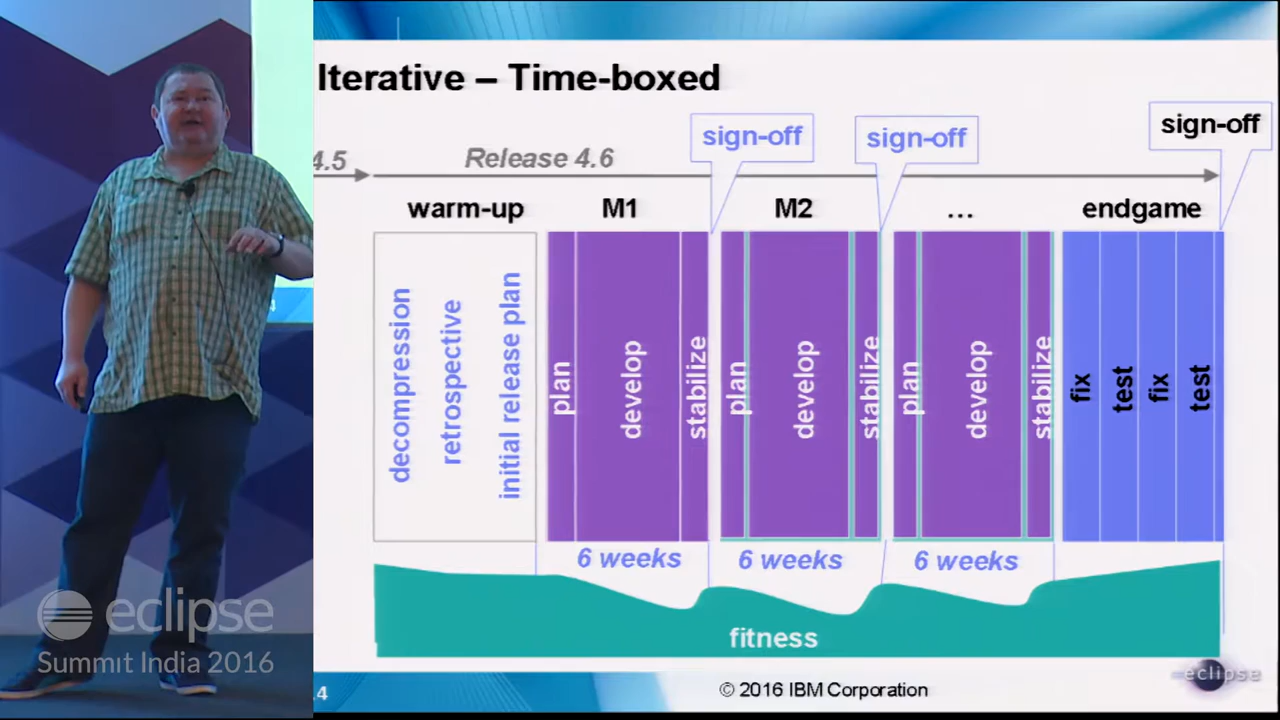 Iterative – Time-boxed
sign-off
sign-off
sign-off
4.5
Release 4.6
warm-up
M1
M2
...
endgame
decompression
retrospective
initial release plan
plan
develop
stabilize
plan
develop
stabilize
plan
develop
stabilize
fix
test
fix
test
6 weeks
6 weeks
6 weeks
fitness
eclipse
Summit India 2016
4
© 2016 IBM Corporation
eclipse